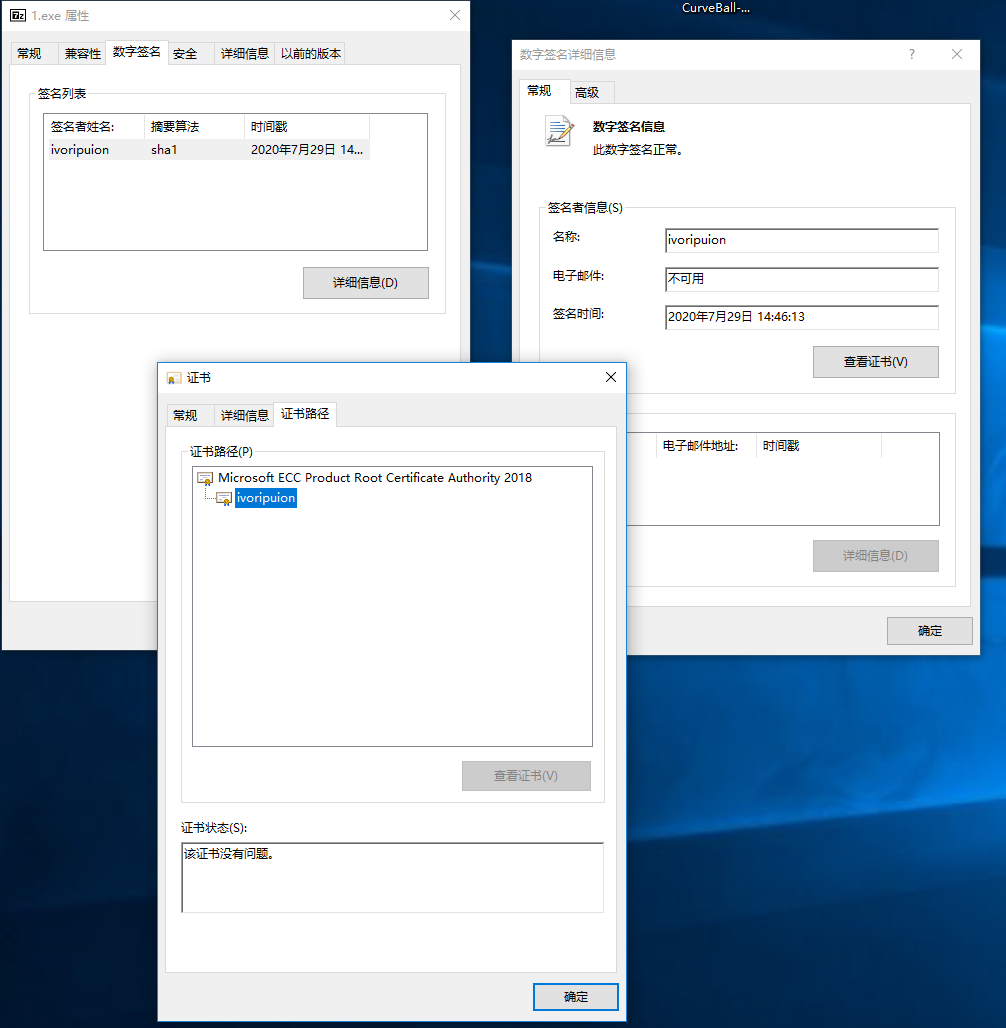 CurveBall-...
1.exe 属性
常规 兼容性 数字签名 安全 详细信息 以前的版本
签名列表
签名者姓名: 摘要算法 时间戳
ivoripuion sha1 2020年7月29日 14...
详细信息(D)
数字签名详细信息
常规 高级
数字签名信息
此数字签名正常。
签名者信息(S)
名称: ivoripuion
电子邮件: 不可用
签名时间: 2020年7月29日 14:46:13
查看证书(V)
电子邮件地址: 时间戳
详细信息(D)
确定
证书
常规 详细信息 证书路径
证书路径(P)
Microsoft ECC Product Root Certificate Authority 2018
ivoripuion
查看证书(V)
证书状态(S):
该证书没有问题。
确定